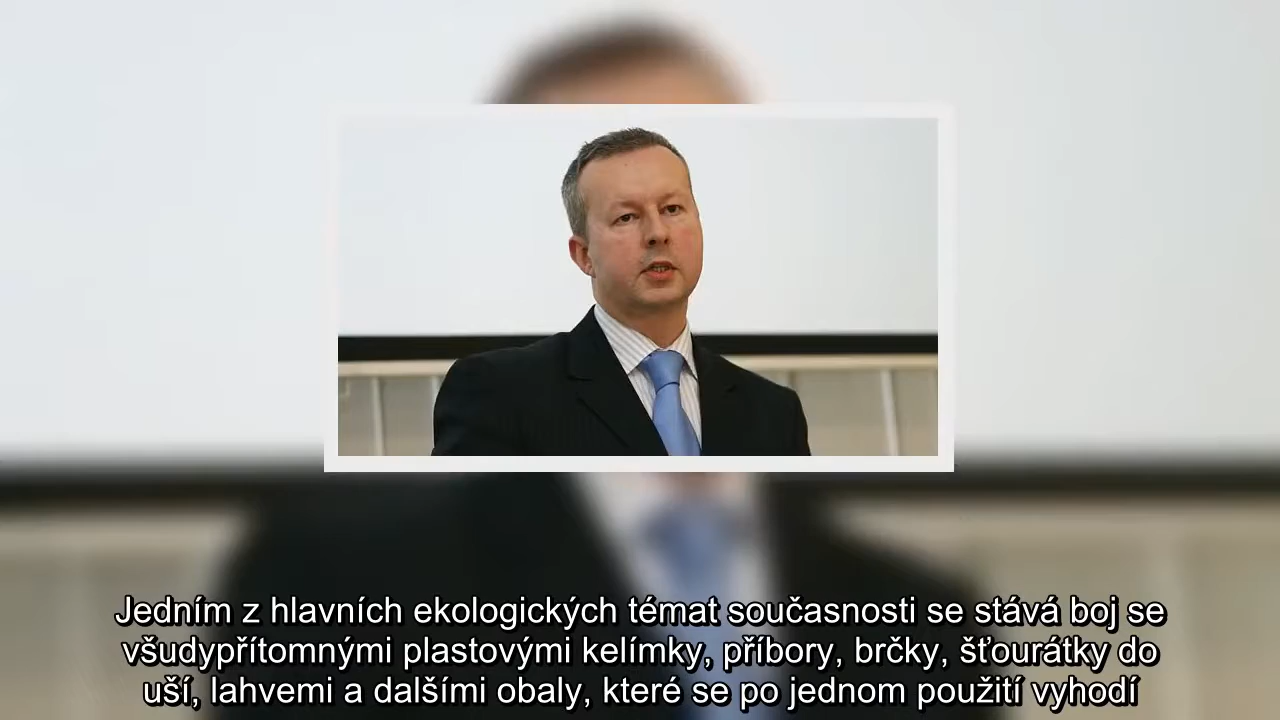 Jedním z hlavních ekologických témat současnosti se stává boj se
všudypřítomnými plastovými kelímky, příbory, brčky, šťourátky do
uší, lahvemi a dalšími obaly, které se po jednom použití vyhodí